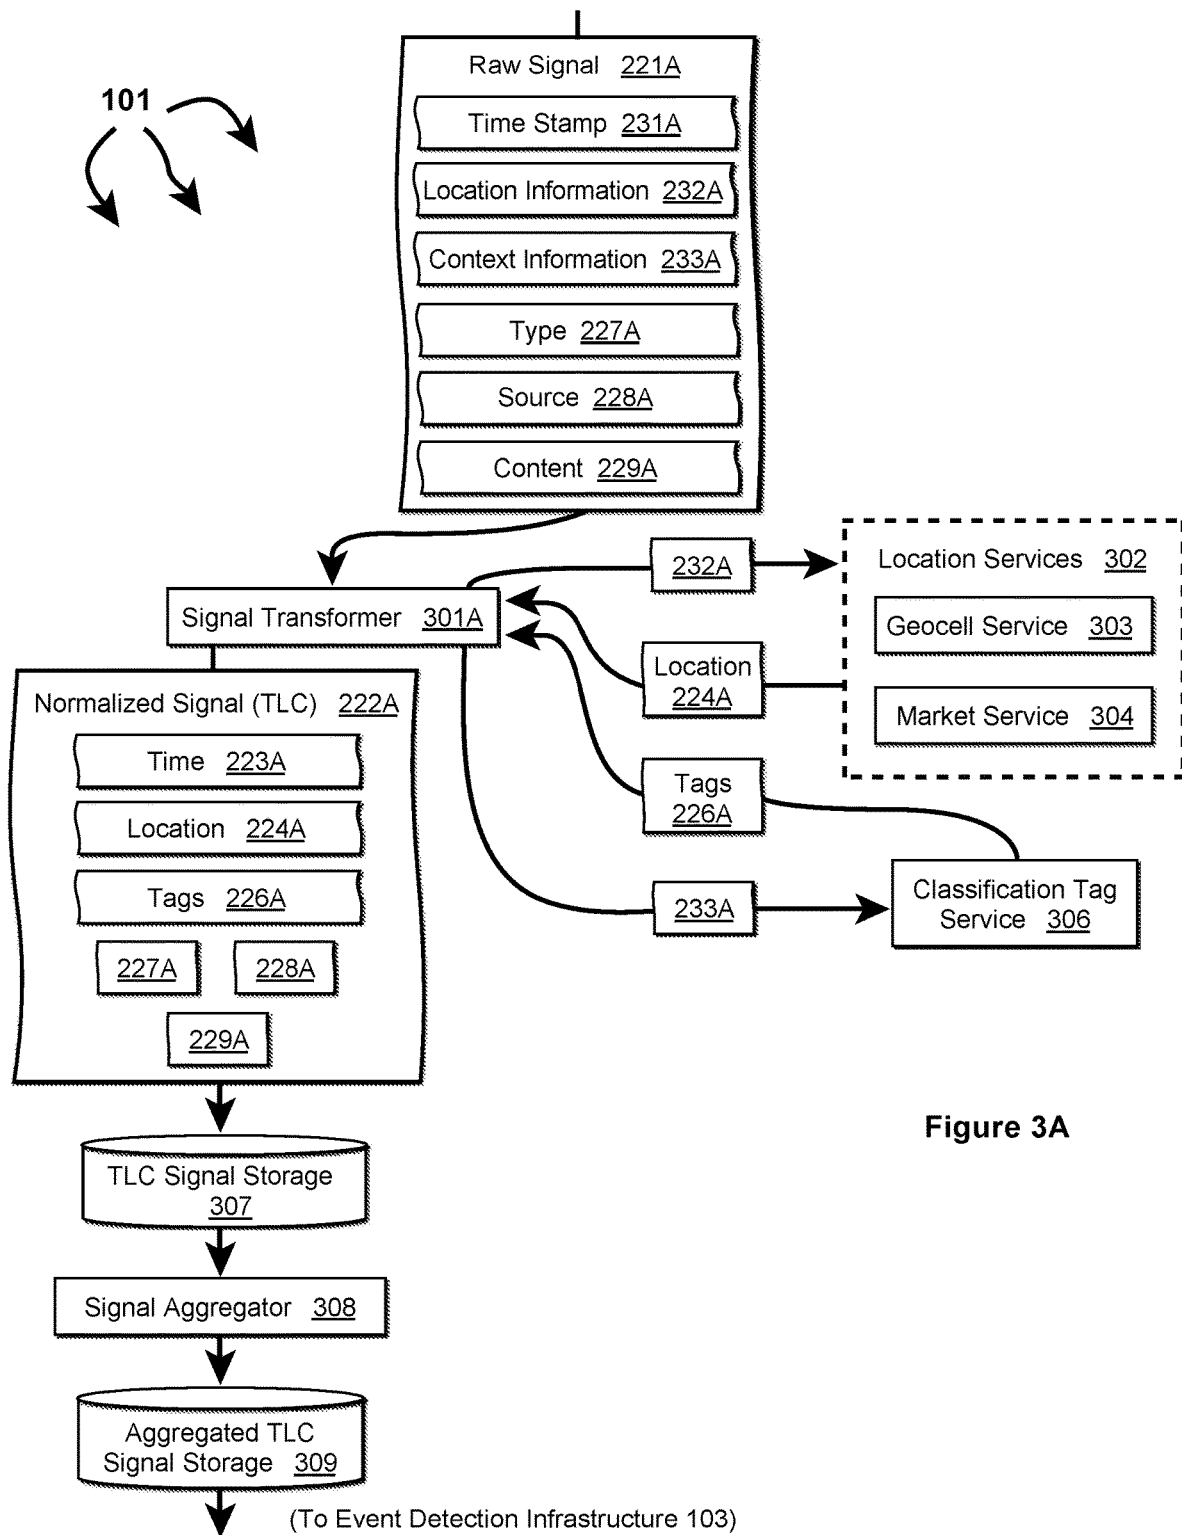 Raw Signal 221A
101
Time Stamp 231A
Location Information 232A
Context Information 233A
Type 227A
Source 228A
Content 229A
232A
Location Services 302
Signal Transformer 301A
Geocell Service 303
Location
224A
Normalized Signal (TLC) 222A
Market Service 304
Time 223A
Tags
226A
Location 224A
Tags 226A
233A
Classification Tag
Service 306
227A
228A
229A
Figure 3A
TLC Signal Storage
307
Signal Aggregator 308
Aggregated TLC
Signal Storage 309
(To Event Detection Infrastructure 103)